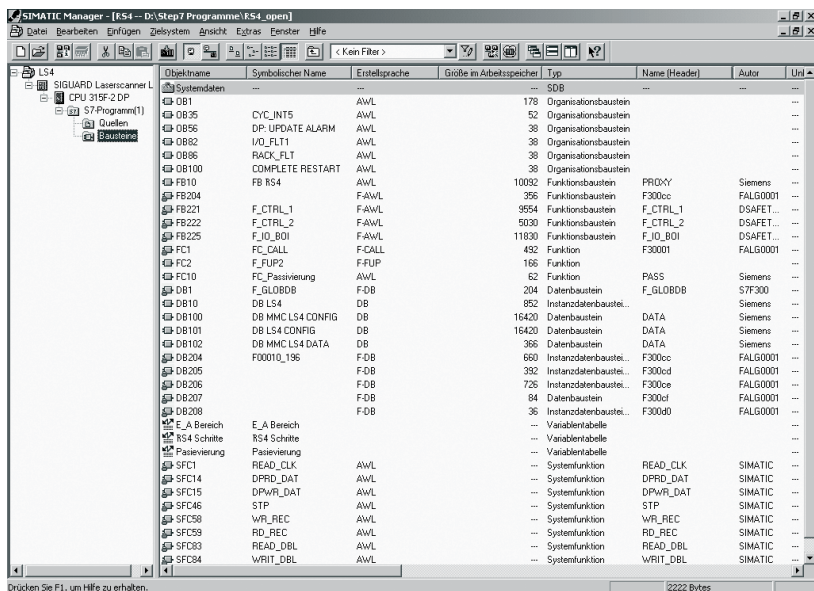 SIMATIC Manager - [RS4 -- D:\Step7 Programme\RS4_open]
Datei Bearbeiten Einfügen Zielsystem Ansicht Extras Fenster Hilfe
< Kein Filter >
LS4
SIGUARD Laserscanner L
CPU 315F-2 DP
S7-Programm(1)
Quellen
Bausteine
Objektname Symbolischer Name Erstellsprache Größe im Arbeitsspeicher Typ Name (Header) Autor
Systemdaten --- --- --- SDB --- --- ---
OB1 AWL 178 Organisationsbaustein ---
OB35 CYC_INT5 AWL 52 Organisationsbaustein ---
OB56 DP: UPDATE ALARM AWL 38 Organisationsbaustein ---
OB82 I/O_FLT1 AWL 38 Organisationsbaustein ---
OB86 RACK_FLT AWL 38 Organisationsbaustein ---
OB100 COMPLETE RESTART AWL 38 Organisationsbaustein ---
FB10 FB RS4 AWL 10092 Funktionsbaustein PROXY Siemens ---
FB204 F-AWL 356 Funktionsbaustein F300cc FALG0001 ---
FB221 F_CTRL_1 F-AWL 9554 Funktionsbaustein F_CTRL_1 DSAFET... ---
FB222 F_CTRL_2 F-AWL 5030 Funktionsbaustein F_CTRL_2 DSAFET... ---
FB225 F_IO_BOI F-AWL 11830 Funktionsbaustein F_IO_BOI DSAFET... ---
FC1 FC_CALL F-CALL 492 Funktion F30001 FALG0001 ---
FC2 F_FUP2 F-FUP 166 Funktion ---
FC10 FC_Passivierung AWL 62 Funktion PASS Siemens ---
DB1 F_GLOBDB F-DB 204 Datenbaustein F_GLOBDB S7F300 ---
DB10 DB LS4 DB 852 Instanzdatenbaustei... Siemens ---
DB100 DB MMC LS4 CONFIG DB 16420 Datenbaustein DATA Siemens ---
DB101 DB LS4 CONFIG DB 16420 Datenbaustein DATA Siemens ---
DB102 DB MMC LS4 DATA DB 366 Datenbaustein DATA Siemens ---
DB204 F00010_196 F-DB 660 Instanzdatenbaustei... F300cc FALG0001 ---
DB205 F-DB 392 Instanzdatenbaustei... F300cd FALG0001 ---
DB206 F-DB 726 Instanzdatenbaustei... F300ce FALG0001 ---
DB207 F-DB 84 Datenbaustein F300cf FALG0001 ---
DB208 F-DB 36 Instanzdatenbaustei... F300d0 FALG0001 ---
E_A Bereich E_A Bereich --- Variablentabelle ---
RS4 Schritte RS4 Schritte --- Variablentabelle ---
Pasievierung Pasievierung --- Variablentabelle ---
SFC1 READ_CLK AWL --- Systemfunktion READ_CLK SIMATIC ---
SFC14 DPRD_DAT AWL --- Systemfunktion DPRD_DAT SIMATIC ---
SFC15 DPWR_DAT AWL --- Systemfunktion DPWR_DAT SIMATIC ---
SFC46 STP AWL --- Systemfunktion STP SIMATIC ---
SFC58 WR_REC AWL --- Systemfunktion WR_REC SIMATIC ---
SFC59 RD_REC AWL --- Systemfunktion RD_REC SIMATIC ---
SFC83 READ_DBL AWL --- Systemfunktion READ_DBL SIMATIC ---
SFC84 WRIT_DBL AWL --- Systemfunktion WRIT_DBL SIMATIC ---
Drücken Sie F1, um Hilfe zu erhalten. 2222 Bytes